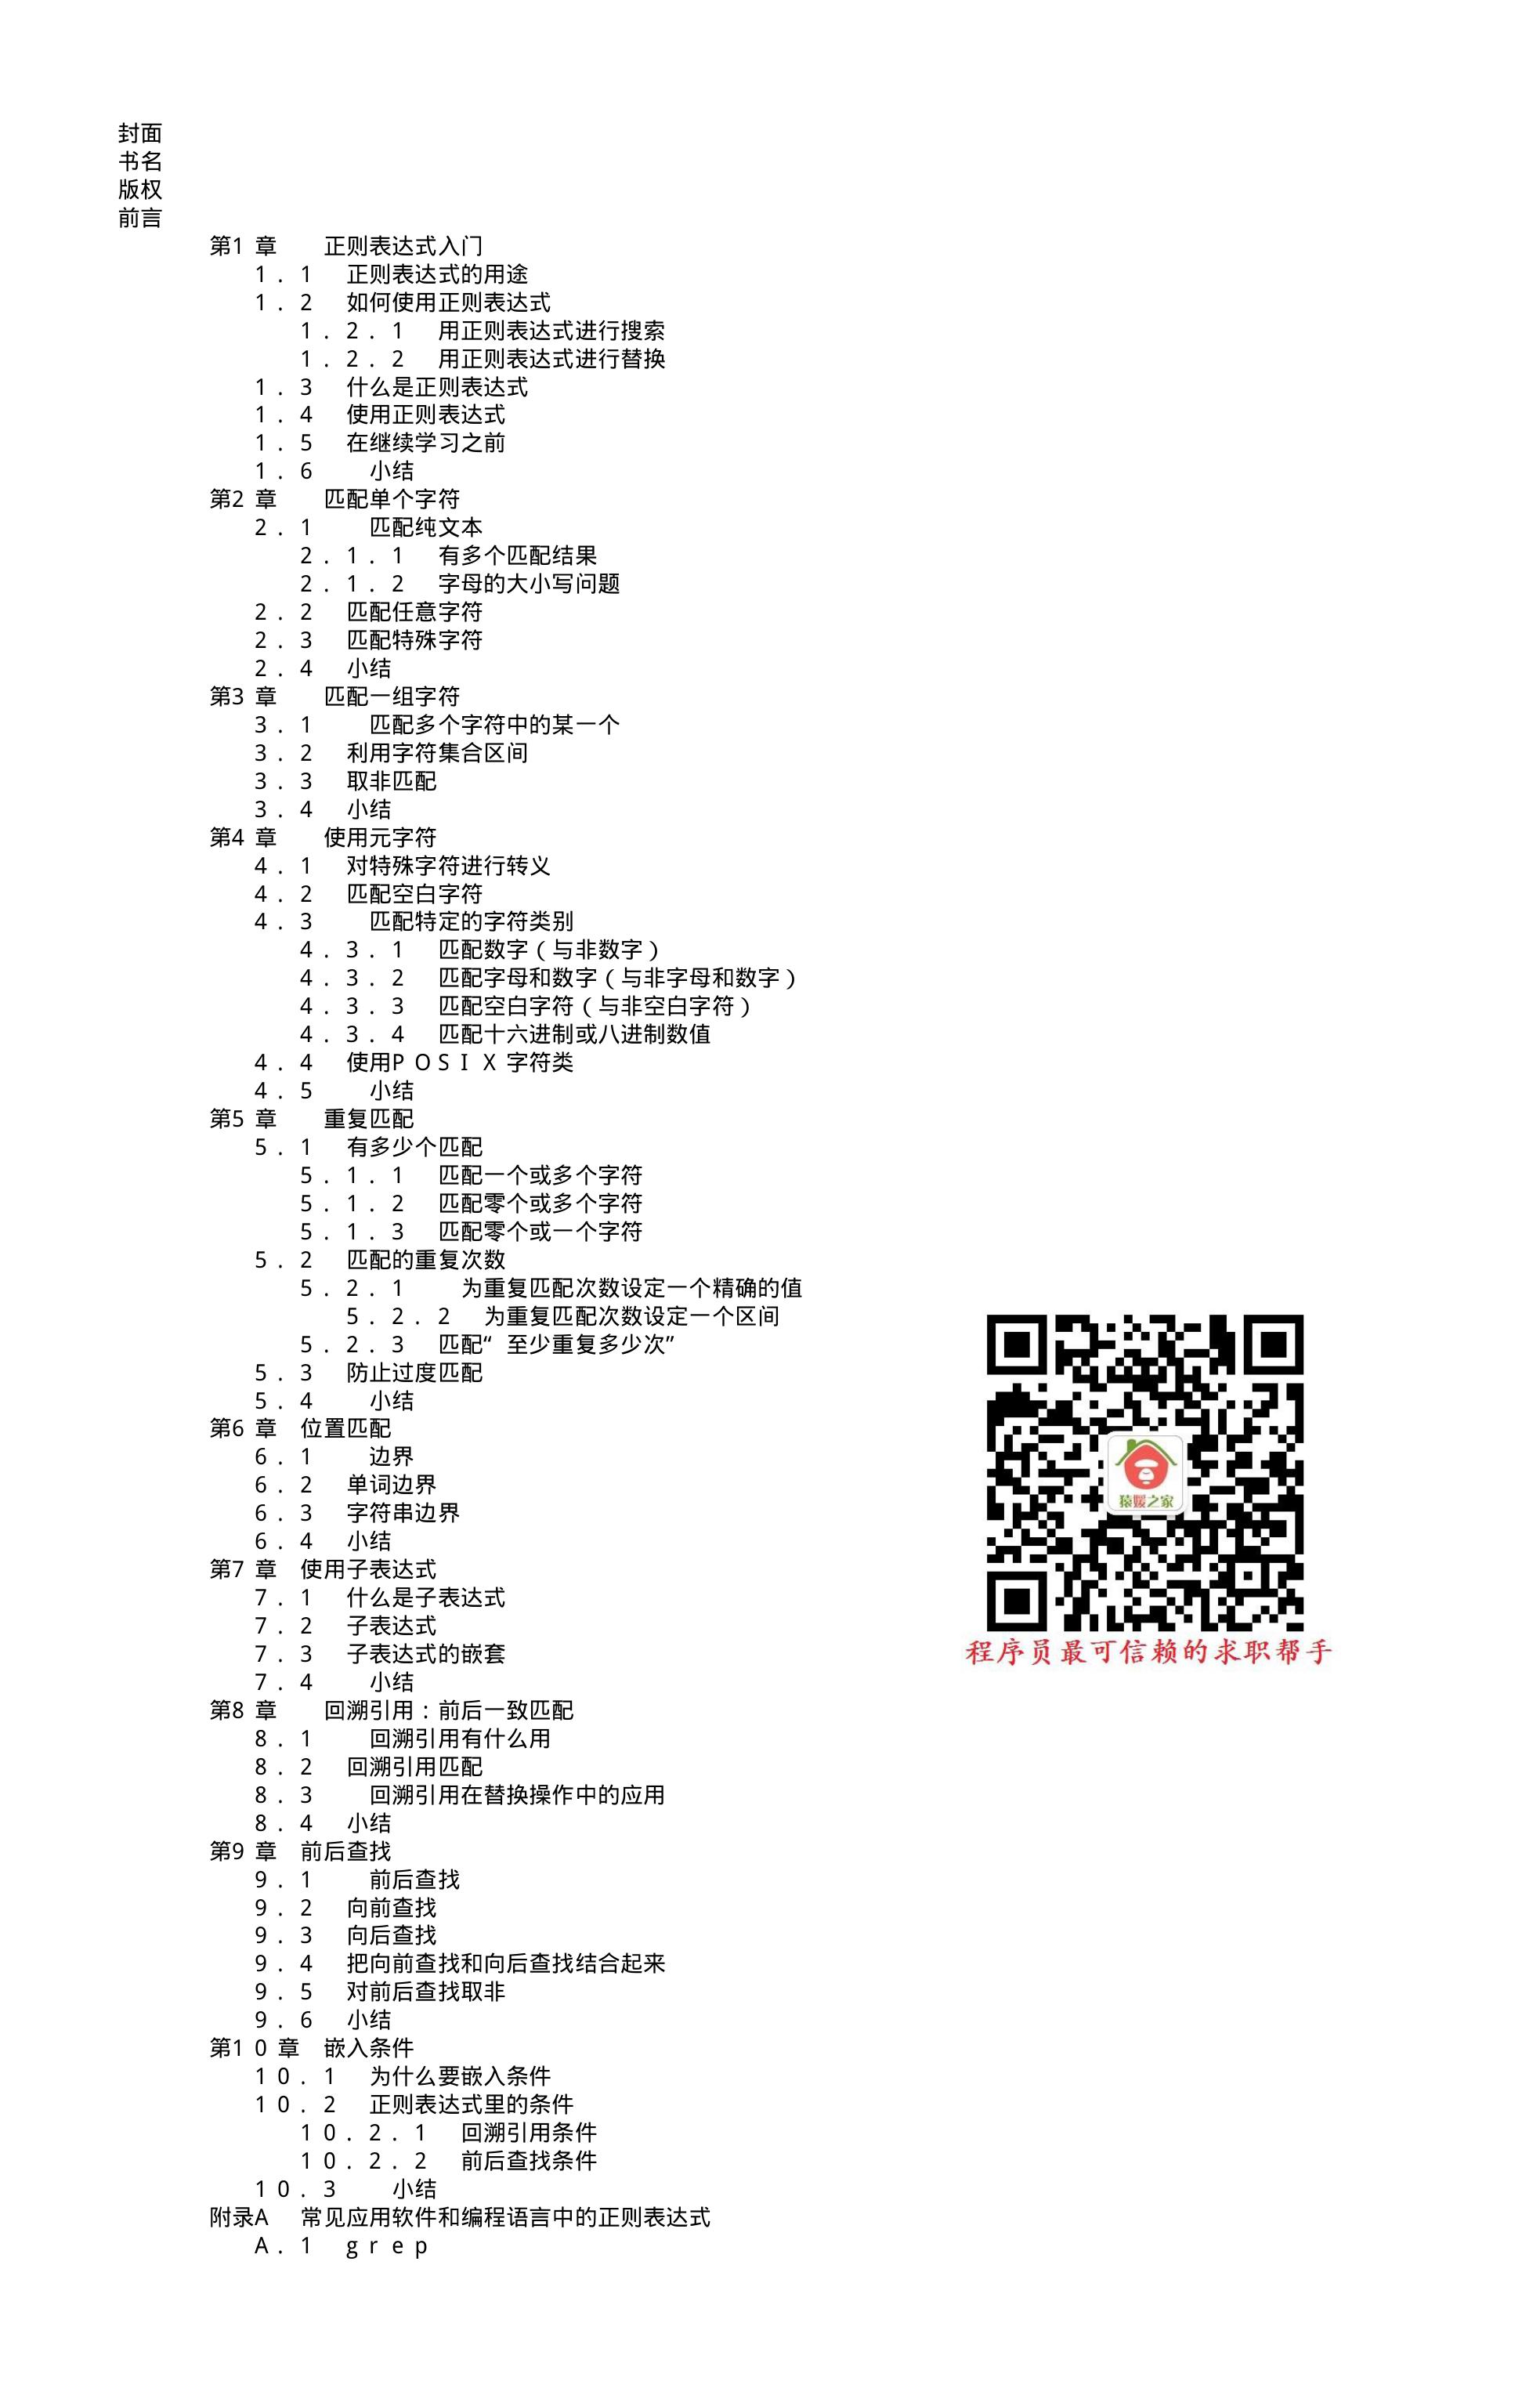 封面
书名
版权
前言
第1章 正则表达式入门
1.1 正则表达式的用途
1.2 如何使用正则表达式
1.2.1 用正则表达式进行搜索
1.2.2 用正则表达式进行替换
1.3 什么是正则表达式
1.4 使用正则表达式
1.5 在继续学习之前
1.6 小结
第2章 匹配单个字符
2.1 匹配纯文本
2.1.1 有多个匹配结果
2.1.2 字母的大小写问题
2.2 匹配任意字符
2.3 匹配特殊字符
2.4 小结
第3章 匹配一组字符
3.1 匹配多个字符中的某一个
3.2 利用字符集合区间
3.3 取非匹配
3.4 小结
第4章 使用元字符
4.1 对特殊字符进行转义
4.2 匹配空白字符
4.3 匹配特定的字符类别
4.3.1 匹配数字(与非数字)
4.3.2 匹配字母和数字(与非字母和数字)
4.3.3 匹配空白字符(与非空白字符)
4.3.4 匹配十六进制或八进制数值
4.4 使用POSIX字符类
4.5 小结
第5章 重复匹配
5.1 有多少个匹配
5.1.1 匹配一个或多个字符
5.1.2 匹配零个或多个字符
5.1.3 匹配零个或一个字符
5.2 匹配的重复次数
5.2.1 为重复匹配次数设定一个精确的值
5.2.2 为重复匹配次数设定一个区间
5.2.3 匹配“至少重复多少次”
5.3 防止过度匹配
5.4 小结
第6章 位置匹配
6.1 边界
6.2 单词边界
6.3 字符串边界
6.4 小结
第7章 使用子表达式
7.1 什么是子表达式
7.2 子表达式
7.3 子表达式的嵌套
7.4 小结
第8章 回溯引用:前后一致匹配
8.1 回溯引用有什么用
8.2 回溯引用匹配
8.3 回溯引用在替换操作中的应用
8.4 小结
第9章 前后查找
9.1 前后查找
9.2 向前查找
9.3 向后查找
9.4 把向前查找和向后查找结合起来
9.5 对前后查找取非
9.6 小结
第10章 嵌入条件
10.1 为什么要嵌入条件
10.2 正则表达式里的条件
10.2.1 回溯引用条件
10.2.2 前后查找条件
10.3 小结
附录A 常见应用软件和编程语言中的正则表达式
A.1 grep
猿媛之家
程序员最可信赖的求职帮手